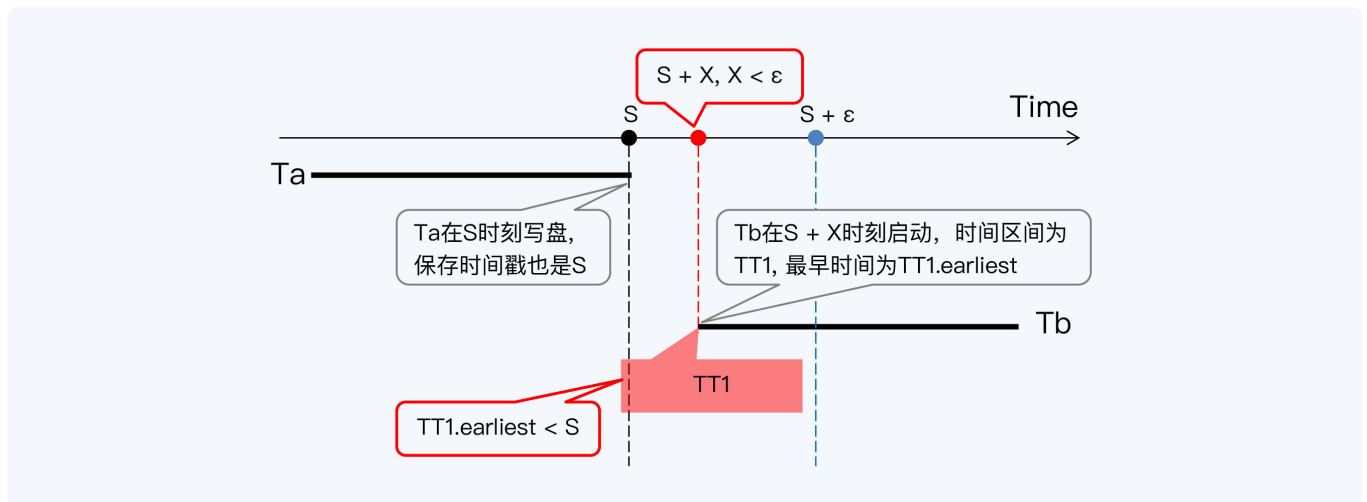 S + X, X < ε
S
S + ε
Time
Ta
Ta在S时刻写盘,
保存时间戳也是S
Tb在S + X时刻启动，时间区间为
TT1, 最早时间为TT1.earliest
Tb
TT1
TT1.earliest < S